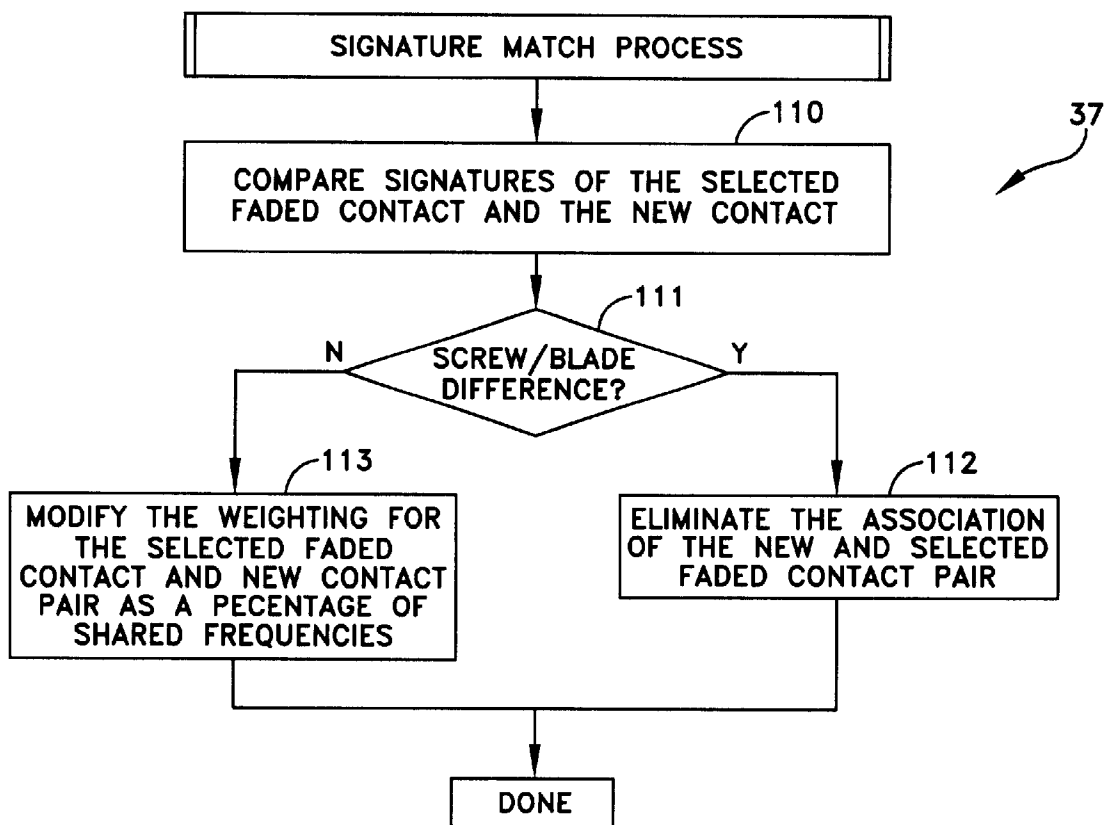 SIGNATURE MATCH PROCESS
110
37
COMPARE SIGNATURES OF THE SELECTED
FADED CONTACT AND THE NEW CONTACT
111
N
SCREW/BLADE
DIFFERENCE?
Y
113
MODIFY THE WEIGHTING FOR
THE SELECTED FADED
CONTACT AND NEW CONTACT
PAIR AS A PECENTAGE OF
SHARED FREQUENCIES
112
ELIMINATE THE ASSOCIATION
OF THE NEW AND SELECTED
FADED CONTACT PAIR
DONE